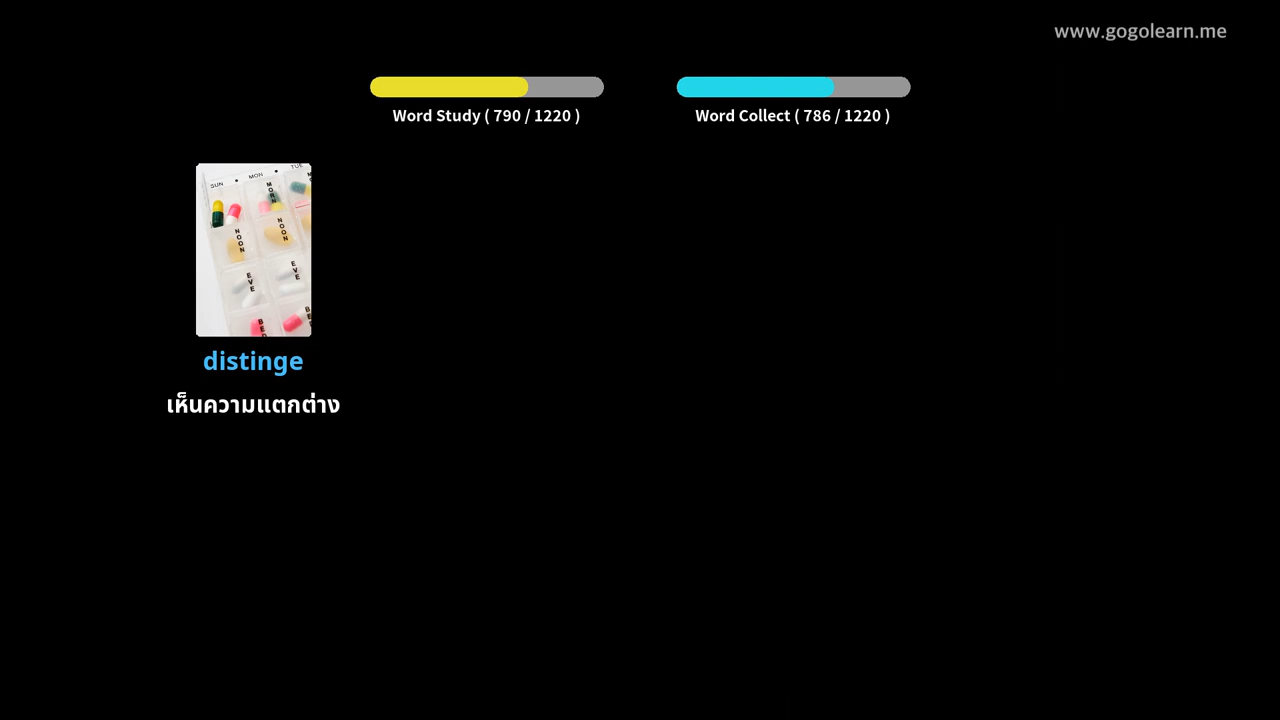 www.gogolearn.me
Word Study ( 790 / 1220 )
Word Collect ( 786 / 1220 )
SUN
MON
TUE
NOON
NOON
EVE
EVE
distinge
เห็นความแตกต่าง